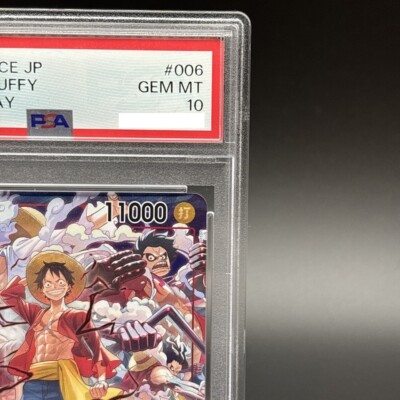 CE JP #006
UFFY GEM MT
AY 10
PSA
11000 打